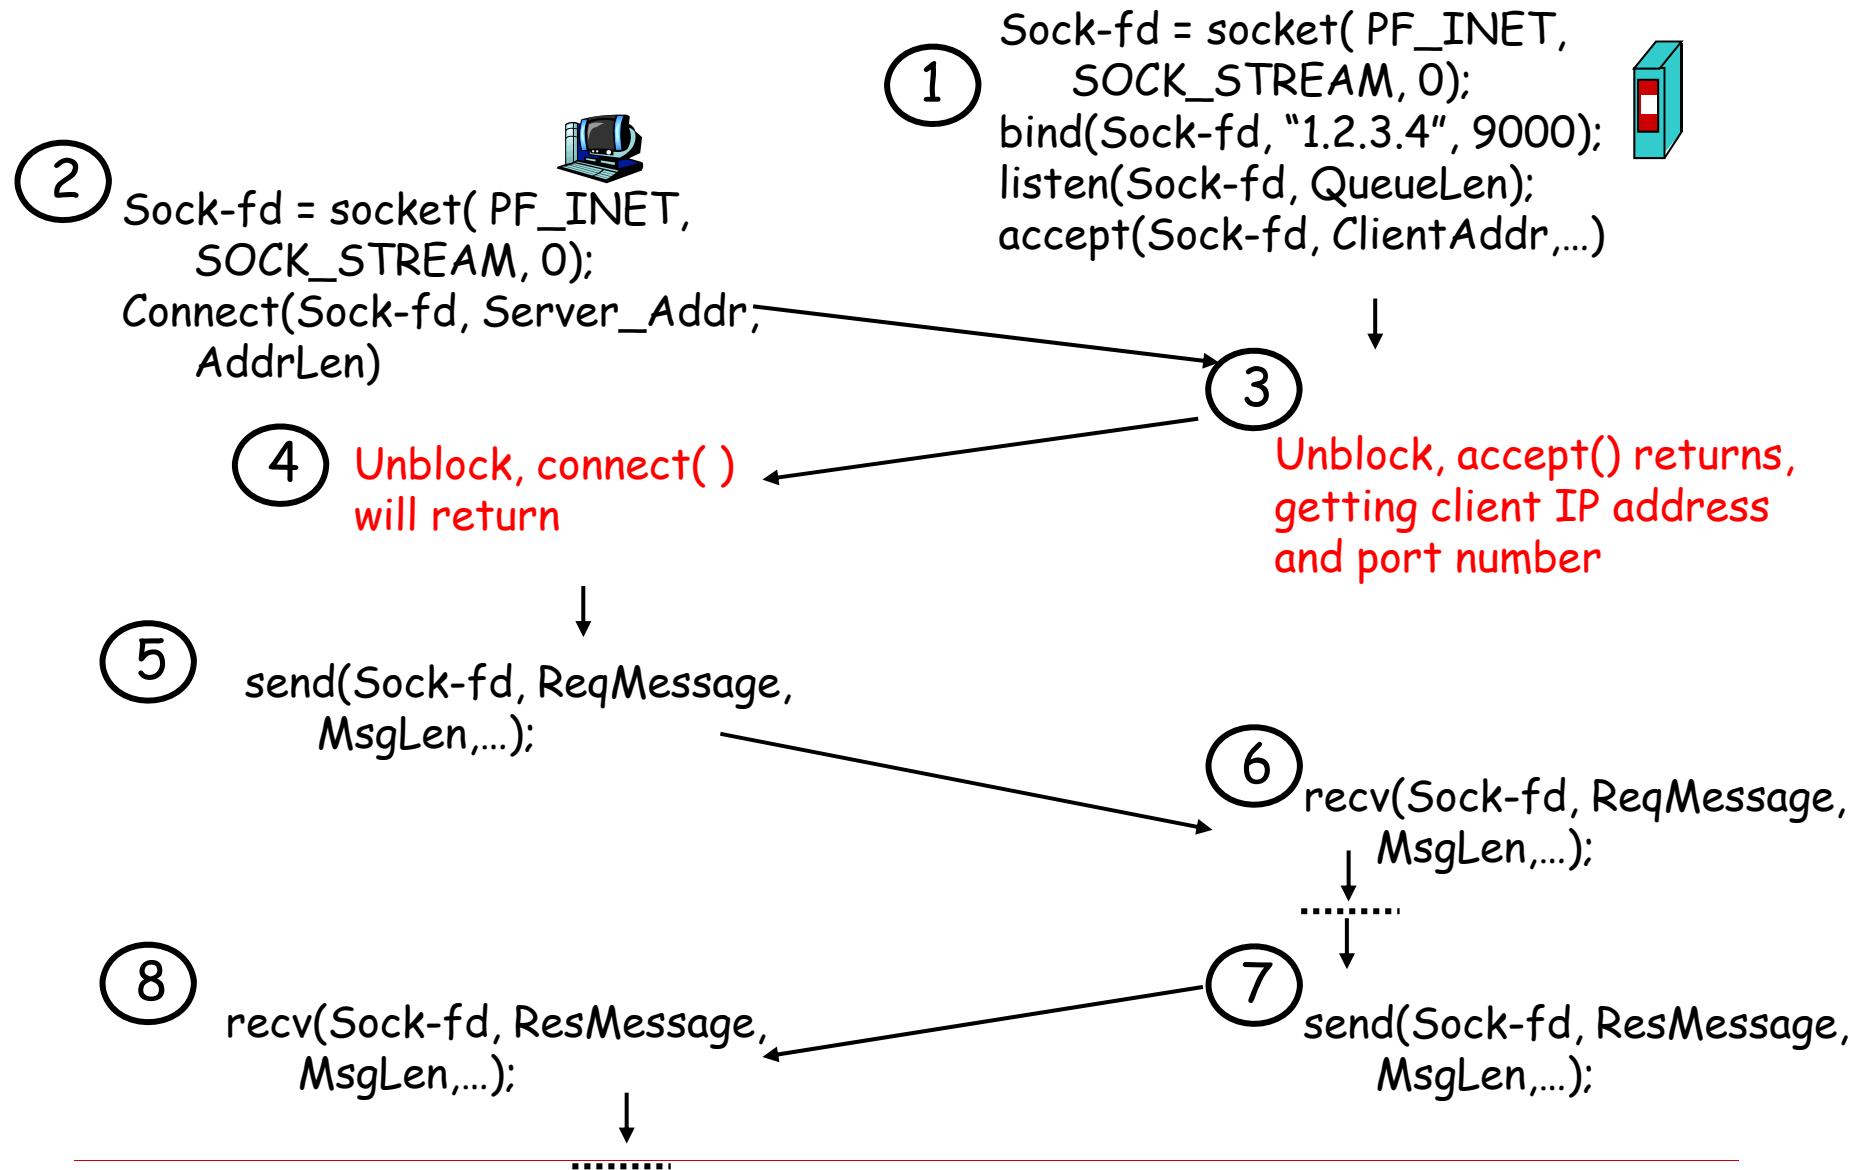 1
Sock-fd = socket( PF_INET,
SOCK_STREAM, 0);
bind(Sock-fd, “1.2.3.4”, 9000);
listen(Sock-fd, QueueLen);
accept(Sock-fd, ClientAddr,…)
2
Sock-fd = socket( PF_INET,
SOCK_STREAM, 0);
Connect(Sock-fd, Server_Addr,
AddrLen)
3
Unblock, accept() returns,
getting client IP address
and port number
4
Unblock, connect( )
will return
5
send(Sock-fd, ReqMessage,
MsgLen,…);
6
recv(Sock-fd, ReqMessage,
MsgLen,…);
7
send(Sock-fd, ResMessage,
MsgLen,…);
8
recv(Sock-fd, ResMessage,
MsgLen,…);